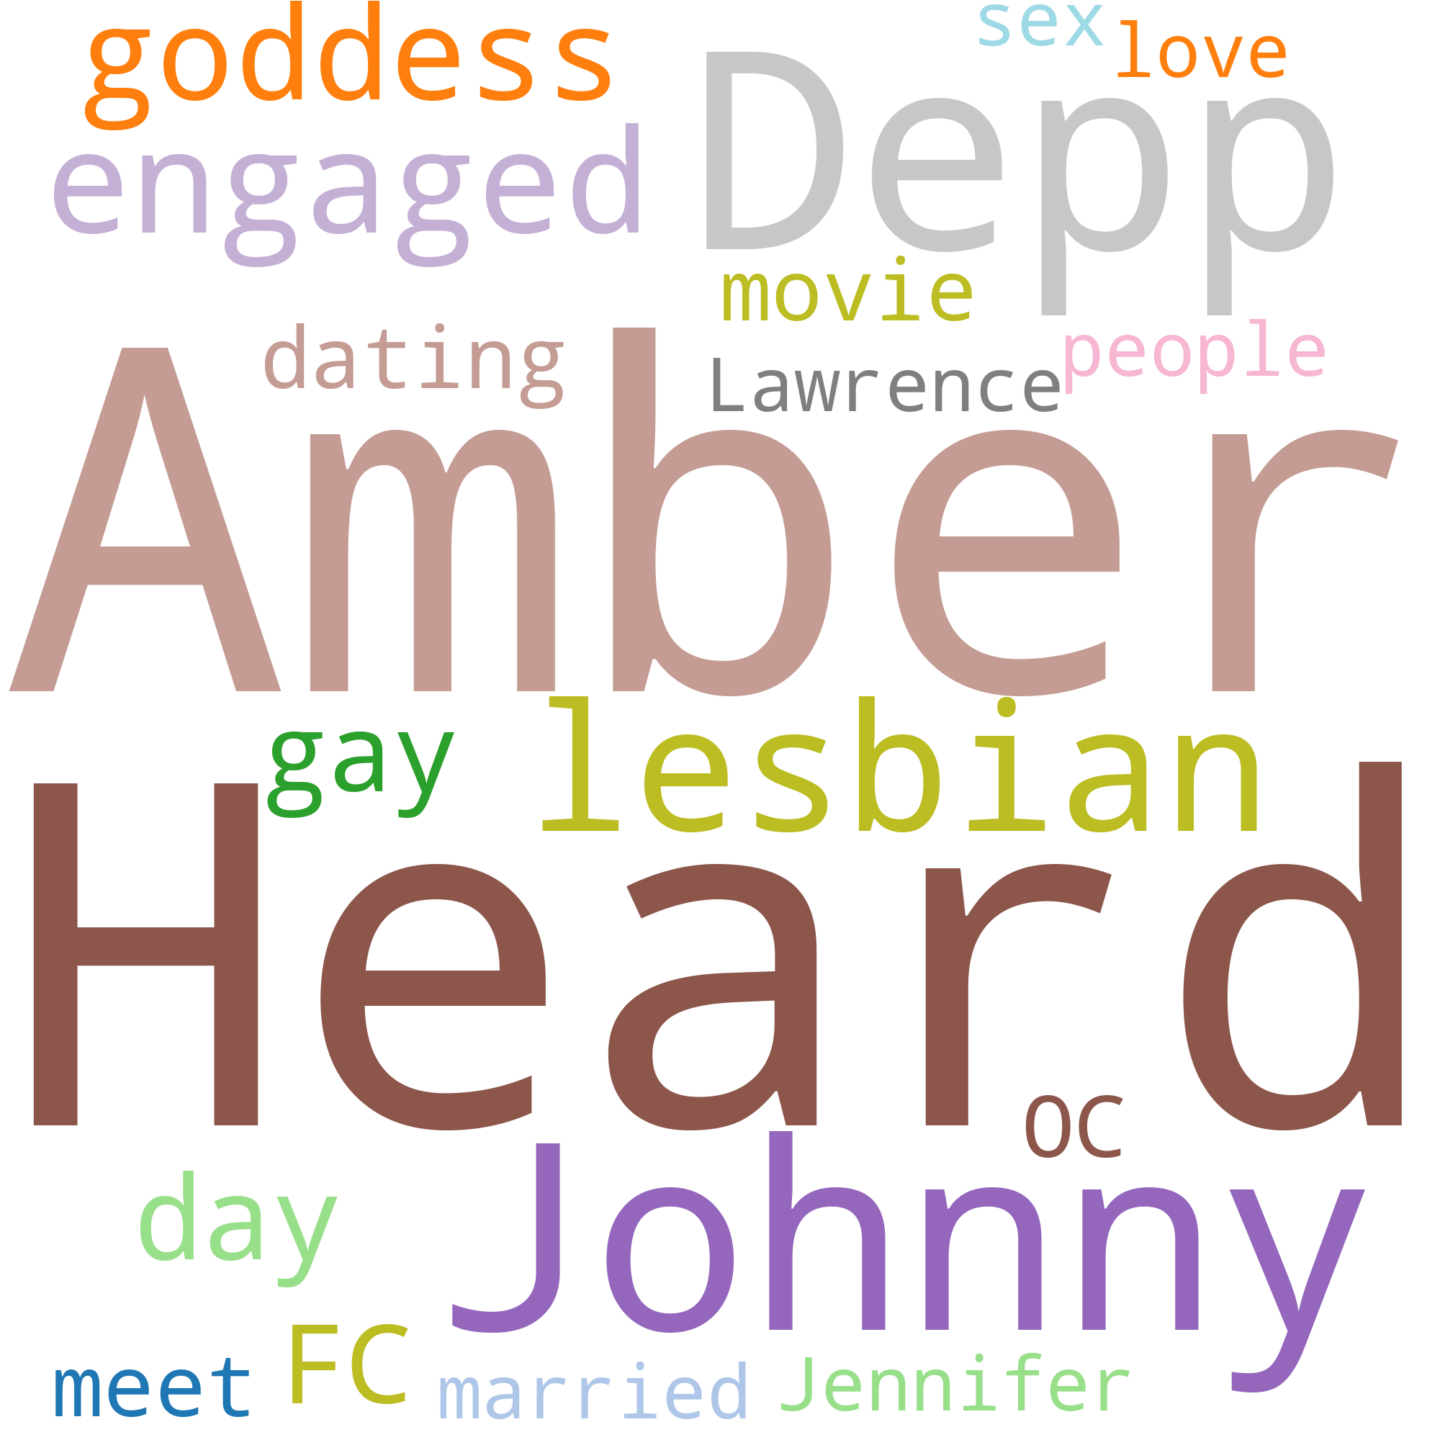 goddess
sex
love
engaged
Depp
movie
dating
people
Lawrence
Amber
gay
lesbian
Heard
OC
day
Johnny
meet
FC
married
Jennifer